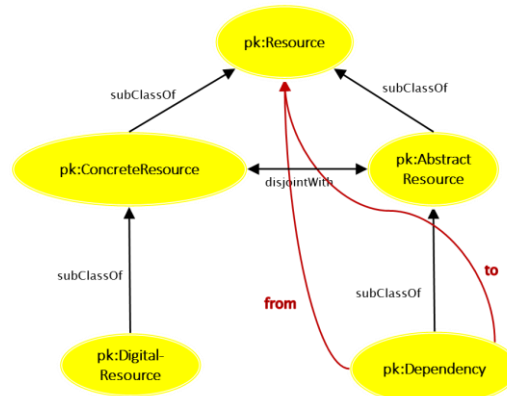 pk:Resource
subClassOf
subClassOf
pk:ConcreteResource
pk:Abstract
Resource
disjointWith
subClassOf
to
from
subClassOf
pk:Digital-
Resource
pk:Dependency